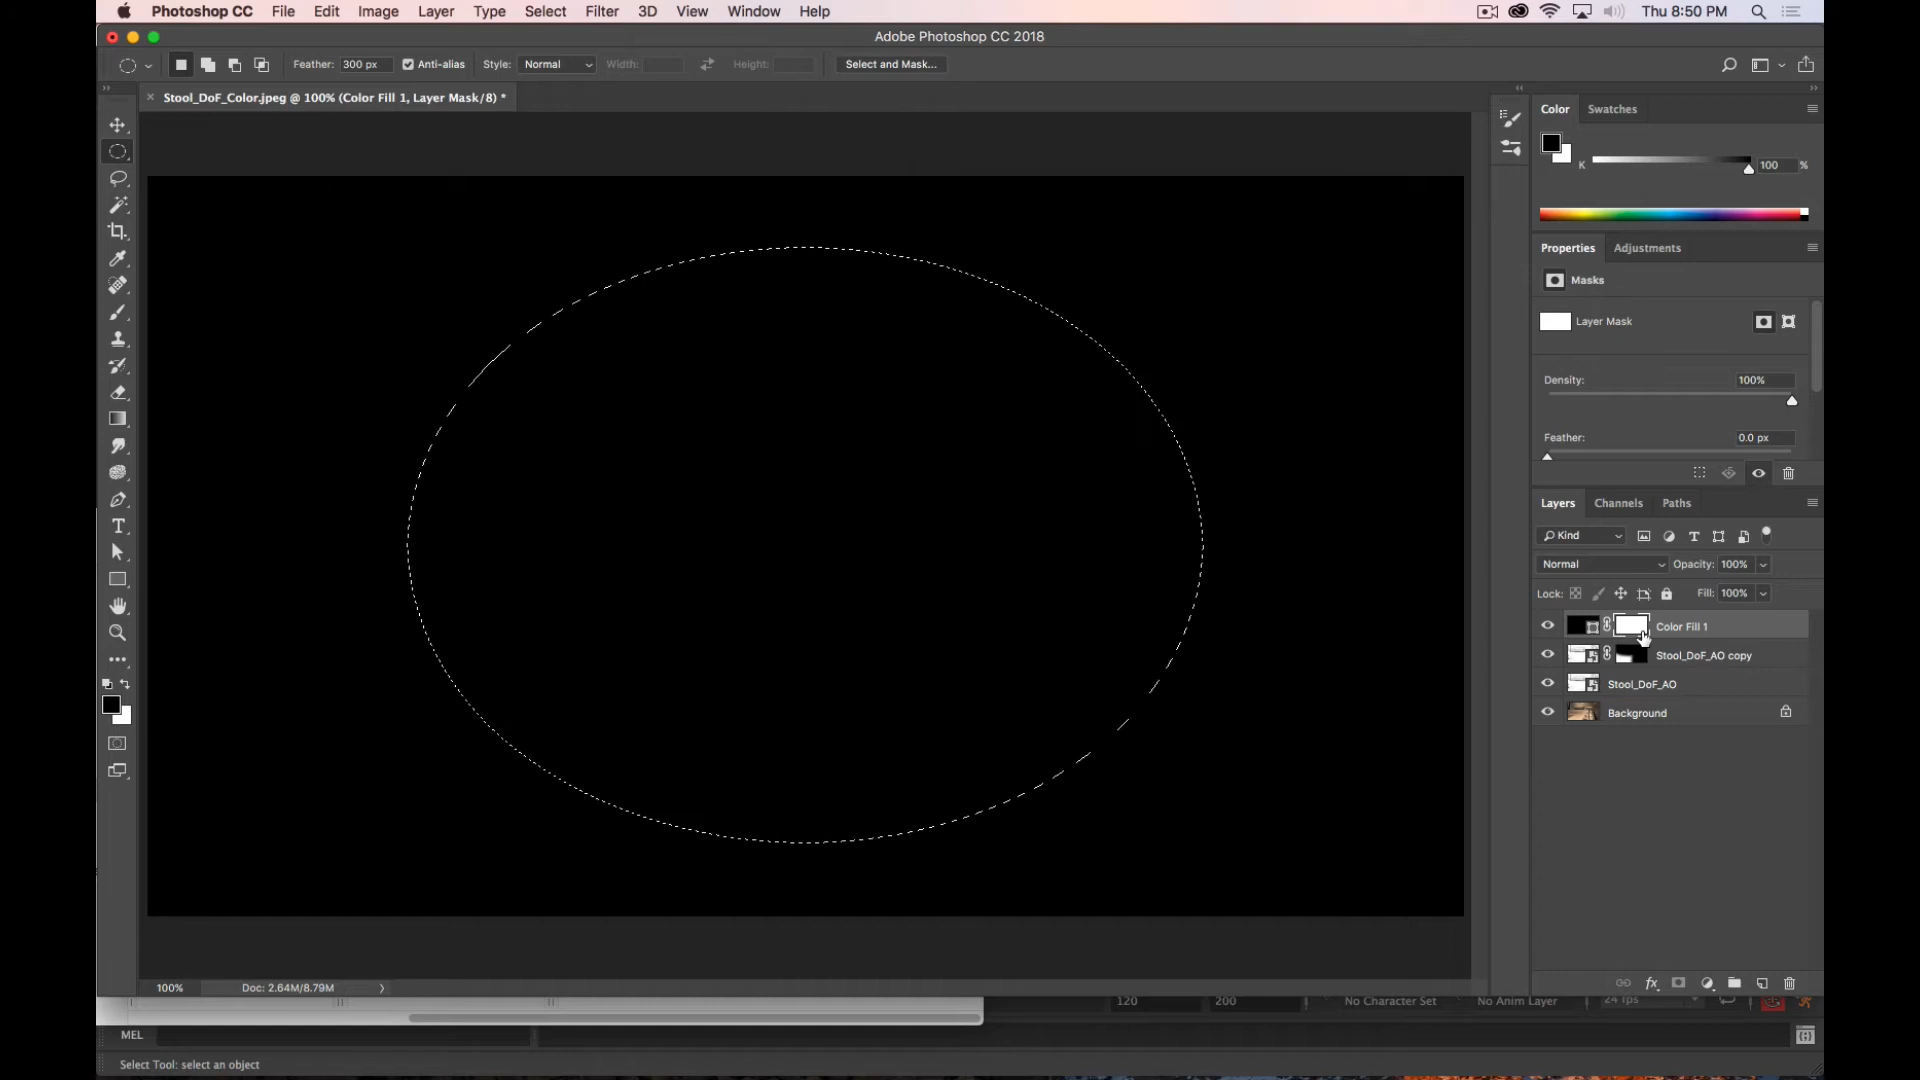 Photoshop CC File Edit Image Layer Type Select Filter 3D View Window Help Thu 8:50 PM
Adobe Photoshop CC 2018
Feather: 300 px Anti-alias Style: Normal Width: Height: Select and Mask...
Stool_DoF_Color.jpeg @ 100% (Color Fill 1, Layer Mask/8) *
Color Swatches
K 100 %
Properties Adjustments
Masks
Layer Mask
Density: 100%
Feather: 0.0 px
Layers Channels Paths
Kind
Normal Opacity: 100%
Lock: Fill: 100%
Color Fill 1
Stool_DoF_AO copy
Stool_DoF_AO
Background
T
100% Doc: 2.64M/8.79M
120 200 No Character Set No Anim Layer 24 fps
MEL
Select Tool: select an object